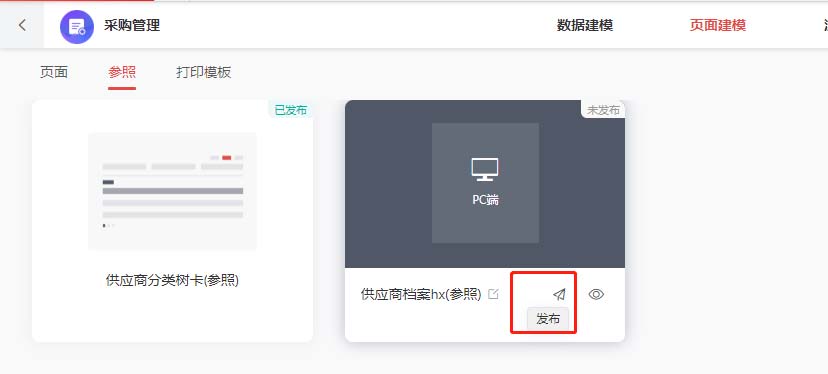 采购管理
数据建模
页面建模
页面
参照
打印模板
已发布
未发布
PC端
供应商分类树卡(参照)
供应商档案hx(参照)
发布